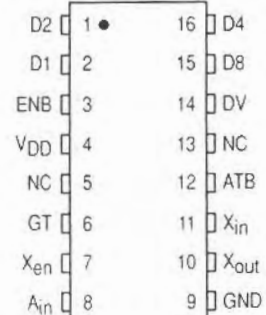 D2 1 16 D4
D1 2 15 D8
ENB 3 14 DV
VDD 4 13 NC
NC 5 12 ATB
GT 6 11 Xin
Xen 7 10 Xout
Ain 8 9 GND